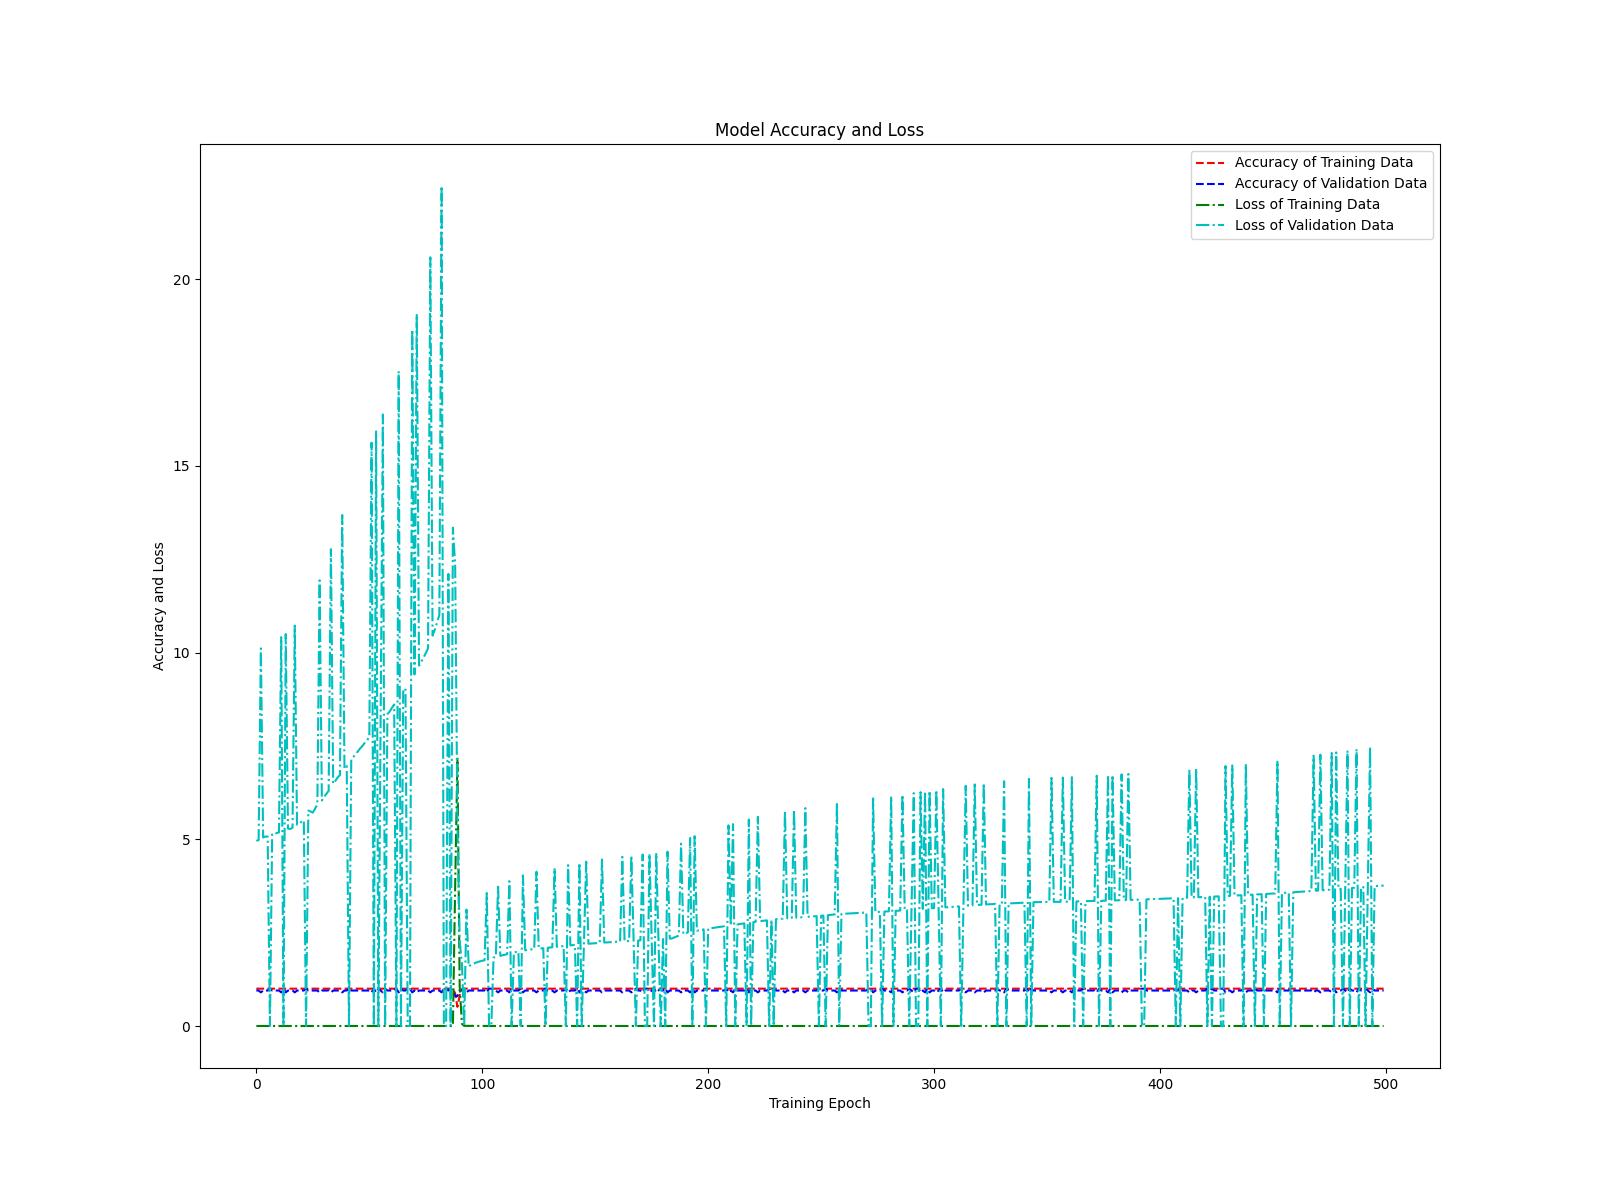 Model Accuracy and Loss
Accuracy of Training Data
Accuracy of Validation Data
Loss of Training Data
Loss of Validation Data
20
15
10
5
0
Accuracy and Loss
0 100 200 300 400 500
Training Epoch